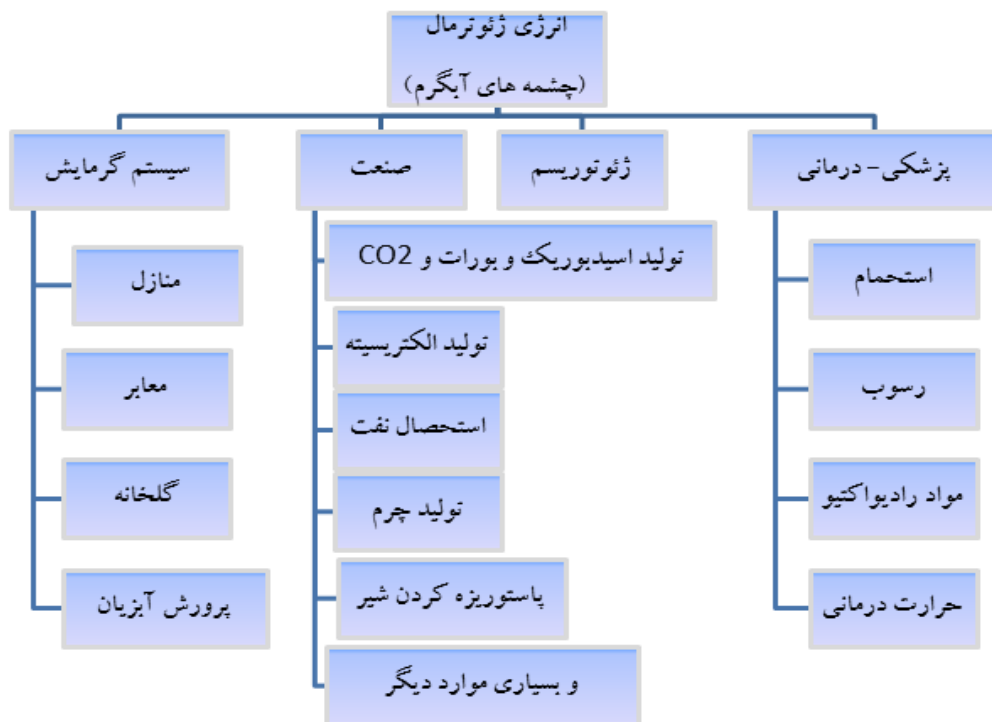 انرژی ژئوترمال
(چشمه های آبگرم)
پزشکی- درمانی
استحمام
رسوب
مواد رادیواکتیو
حرارت درمانی
ژئوتوریسم
صنعت
تولید اسیدبوریك و بورات و CO2
تولید الکتریسیته
استحصال نفت
تولید چرم
پاستوریزه کردن شیر
و بسیاری موارد دیگر
سیستم گرمایش
منازل
معابر
گلخانه
پرورش آبزیان